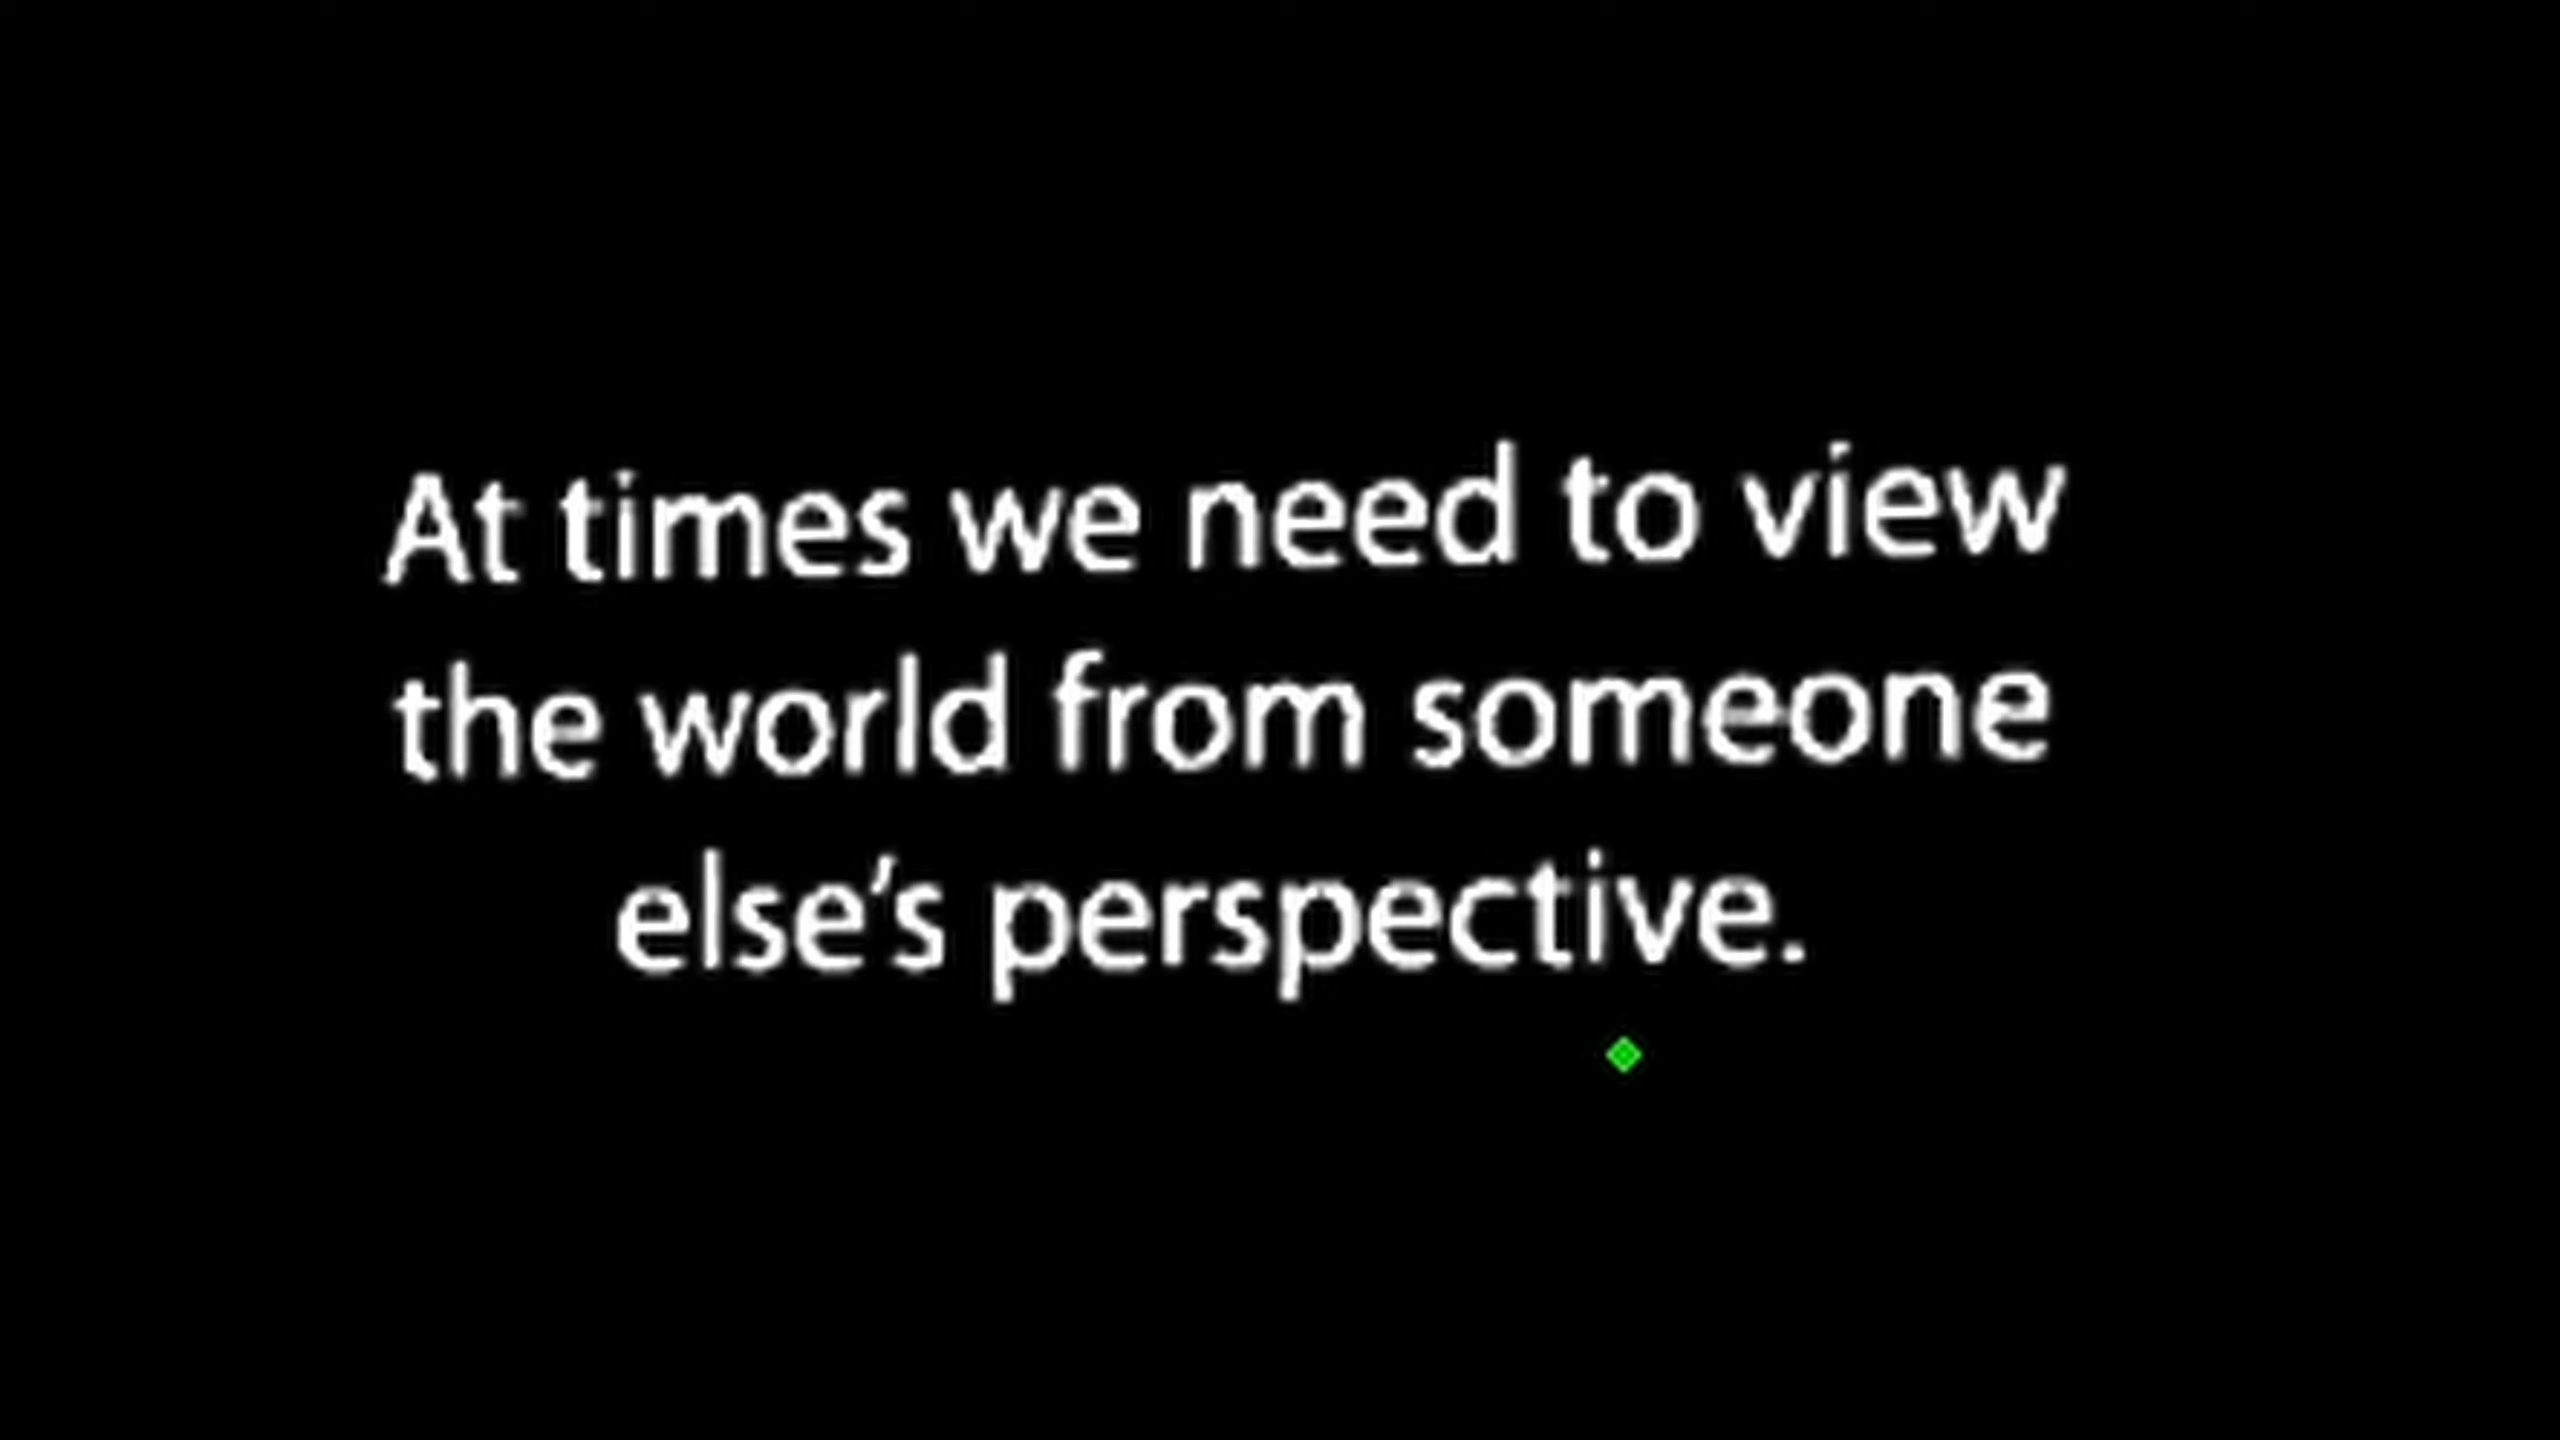 At times we need to view
the world from someone
else’s perspective.